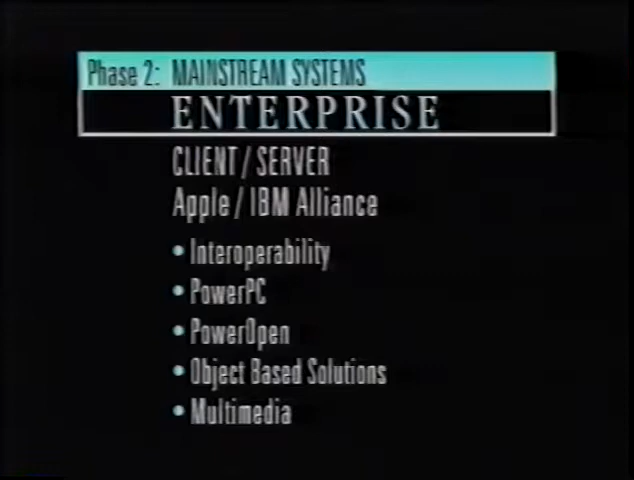 Phase 2: MAINSTREAM SYSTEMS
ENTERPRISE
CLIENT / SERVER
Apple / IBM Alliance
• Interoperability
• PowerPC
• PowerOpen
• Object Based Solutions
• Multimedia